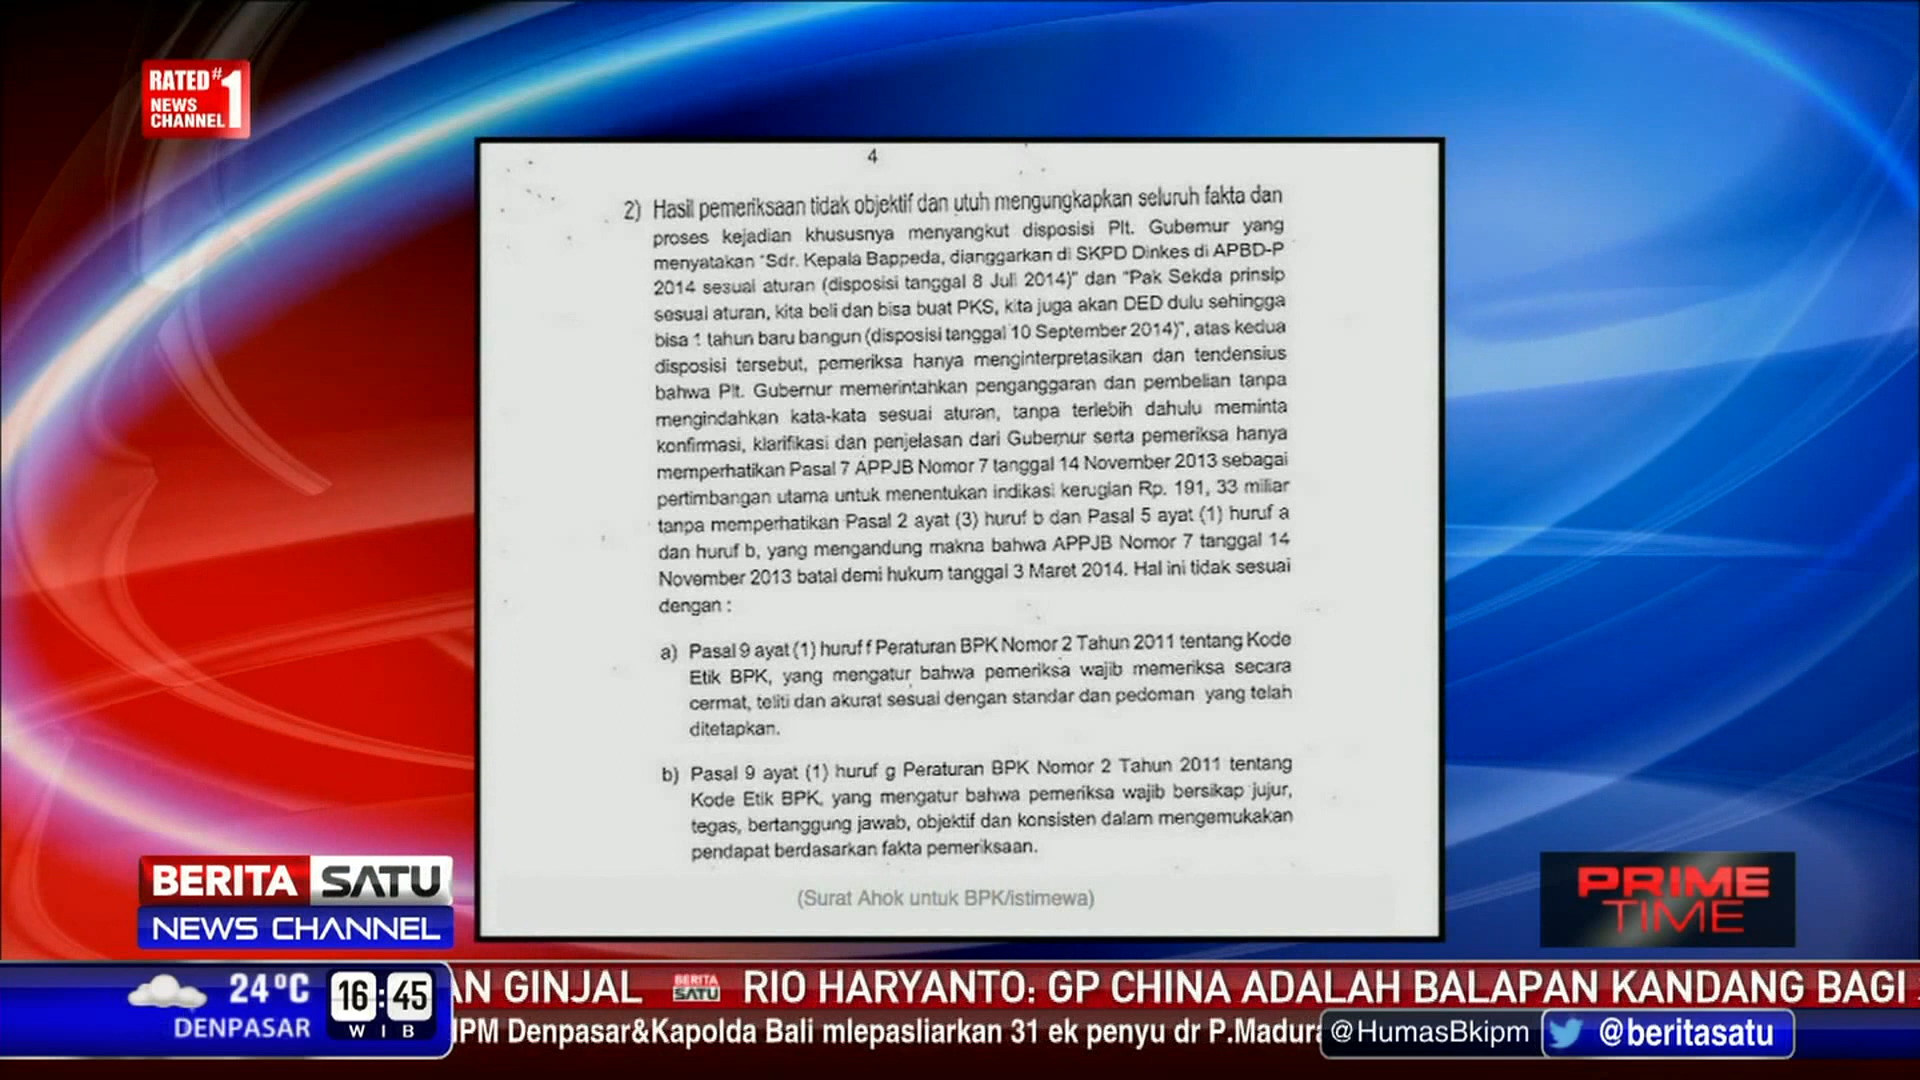 RATED #1
NEWS
CHANNEL
4
2) Hasil pemeriksaan tidak objektif dan utuh mengungkapkan seluruh fakta dan
proses kejadian khususnya menyangkut disposisi Plt. Gubernur yang
menyatakan "Sdr. Kepala Bappeda, dianggarkan di SKPD Dinkes di APBD-P
2014 sesuai aturan (disposisi tanggal 8 Juli 2014)" dan "Pak Sekda prinsip
sesuai aturan, kita beli dan bisa buat PKS, kita juga akan DED dulu sehingga
bisa 1 tahun baru bangun (disposisi tanggal 10 September 2014)", atas kedua
disposisi tersebut, pemeriksa hanya menginterpretasikan dan tendensius
bahwa Plt. Gubernur memerintahkan penganggaran dan pembelian tanpa
mengindahkan kata-kata sesuai aturan, tanpa terlebih dahulu meminta
konfirmasi, klarifikasi dan penjelasan dari Gubernur serta pemeriksa hanya
memperhatikan Pasal 7 APPJB Nomor 7 tanggal 14 November 2013 sebagai
pertimbangan utama untuk menentukan indikasi kerugian Rp. 191, 33 miliar
tanpa memperhatikan Pasal 2 ayat (3) huruf b dan Pasal 5 ayat (1) huruf a
dan huruf b, yang mengandung makna bahwa APPJB Nomor 7 tanggal 14
November 2013 batal demi hukum tanggal 3 Maret 2014. Hal ini tidak sesuai
dengan :
a) Pasal 9 ayat (1) huruf f Peraturan BPK Nomor 2 Tahun 2011 tentang Kode
Etik BPK, yang mengatur bahwa pemeriksa wajib memeriksa secara
cermat, teliti dan akurat sesuai dengan standar dan pedoman yang telah
ditetapkan.
b) Pasal 9 ayat (1) huruf g Peraturan BPK Nomor 2 Tahun 2011 tentang
Kode Etik BPK, yang mengatur bahwa pemeriksa wajib bersikap jujur,
tegas, bertanggung jawab, objektif dan konsisten dalam mengemukakan
pendapat berdasarkan fakta pemeriksaan.
(Surat Ahok untuk BPK/istimewa)
BERITA SATU
NEWS CHANNEL
PRIME
TIME
24°C
DENPASAR
16:45
WIB
AN GINJAL BERITA SATU RIO HARYANTO: GP CHINA ADALAH BALAPAN KANDANG BAGI
IPM Denpasar&Kapolda Bali mlepasliarkan 31 ek penyu dr P.Madura
@HumasBkipm
@beritasatu